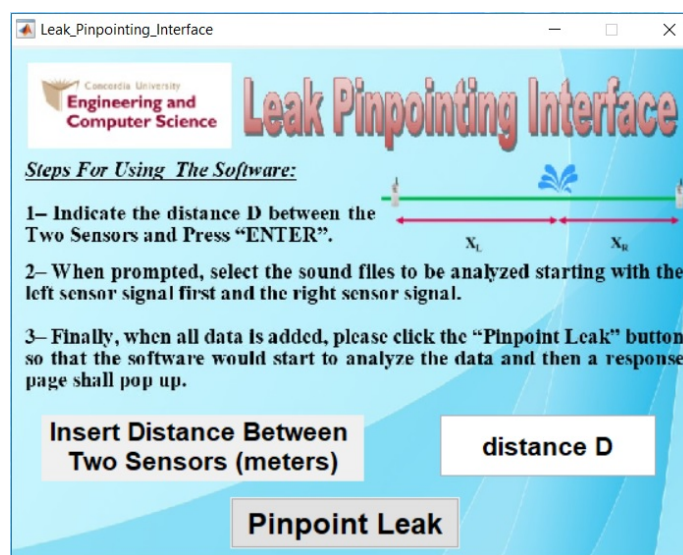 Leak_Pinpointing_Interface
Concordia University
Engineering and
Computer Science
Leak Pinpointing Interface
Steps For Using The Software:
1– Indicate the distance D between the
Two Sensors and Press “ENTER”.
X_L
X_R
2– When prompted, select the sound files to be analyzed starting with the
left sensor signal first and the right sensor signal.
3– Finally, when all data is added, please click the “Pinpoint Leak” button
so that the software would start to analyze the data and then a response
page shall pop up.
Insert Distance Between
Two Sensors (meters)
distance D
Pinpoint Leak